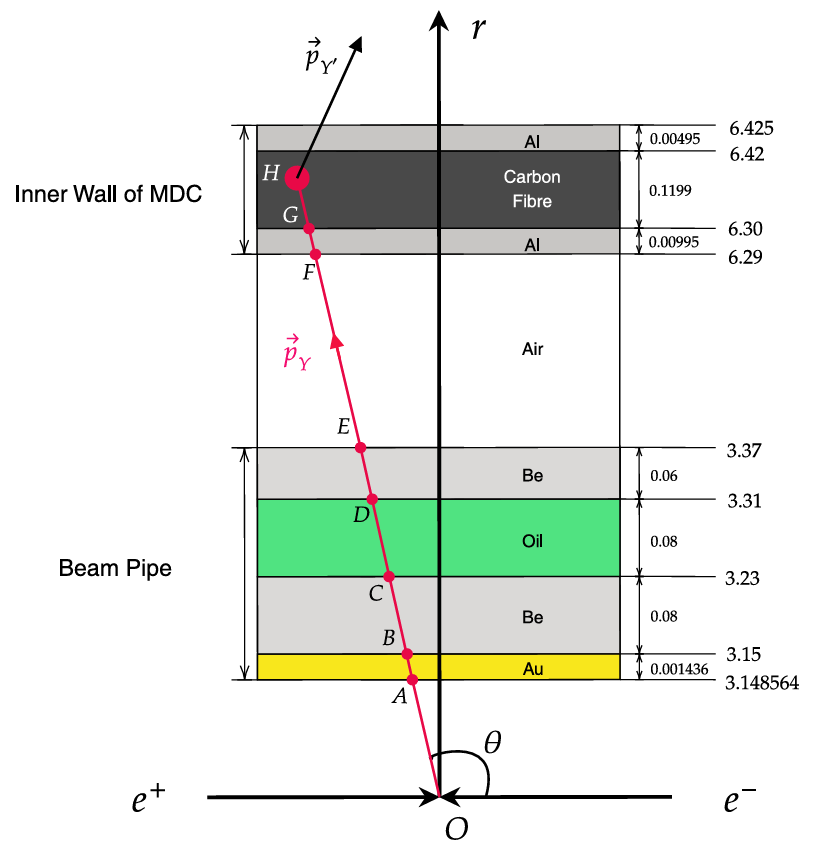 r
p⃗Y′
6.425
Al
0.00495
6.42
H
Carbon
Fibre
0.1199
Inner Wall of MDC
G
6.30
Al
0.00995
6.29
F
Air
p⃗Y
E
3.37
Be
0.06
3.31
D
Oil
0.08
Beam Pipe
3.23
C
Be
0.08
B
3.15
Au
0.001436
3.148564
A
θ
e+
e−
O